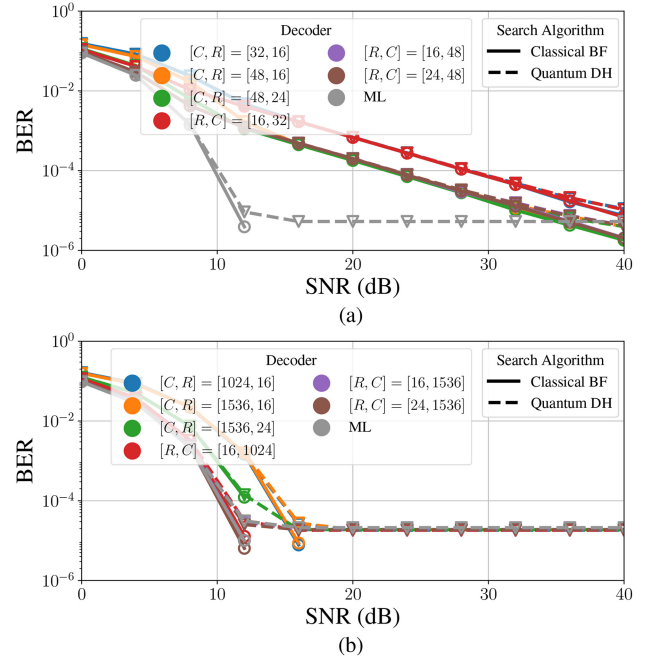 10^0
10^-2
10^-4
10^-6
BER
Decoder
[C, R] = [32, 16]
[C, R] = [48, 16]
[C, R] = [48, 24]
[R, C] = [16, 32]
[R, C] = [16, 48]
[R, C] = [24, 48]
ML
Search Algorithm
Classical BF
Quantum DH
0 10 20 30 40
SNR (dB)
(a)
10^0
10^-2
10^-4
10^-6
BER
Decoder
[C, R] = [1024, 16]
[C, R] = [1536, 16]
[C, R] = [1536, 24]
[R, C] = [16, 1024]
[R, C] = [16, 1536]
[R, C] = [24, 1536]
ML
Search Algorithm
Classical BF
Quantum DH
0 10 20 30 40
SNR (dB)
(b)